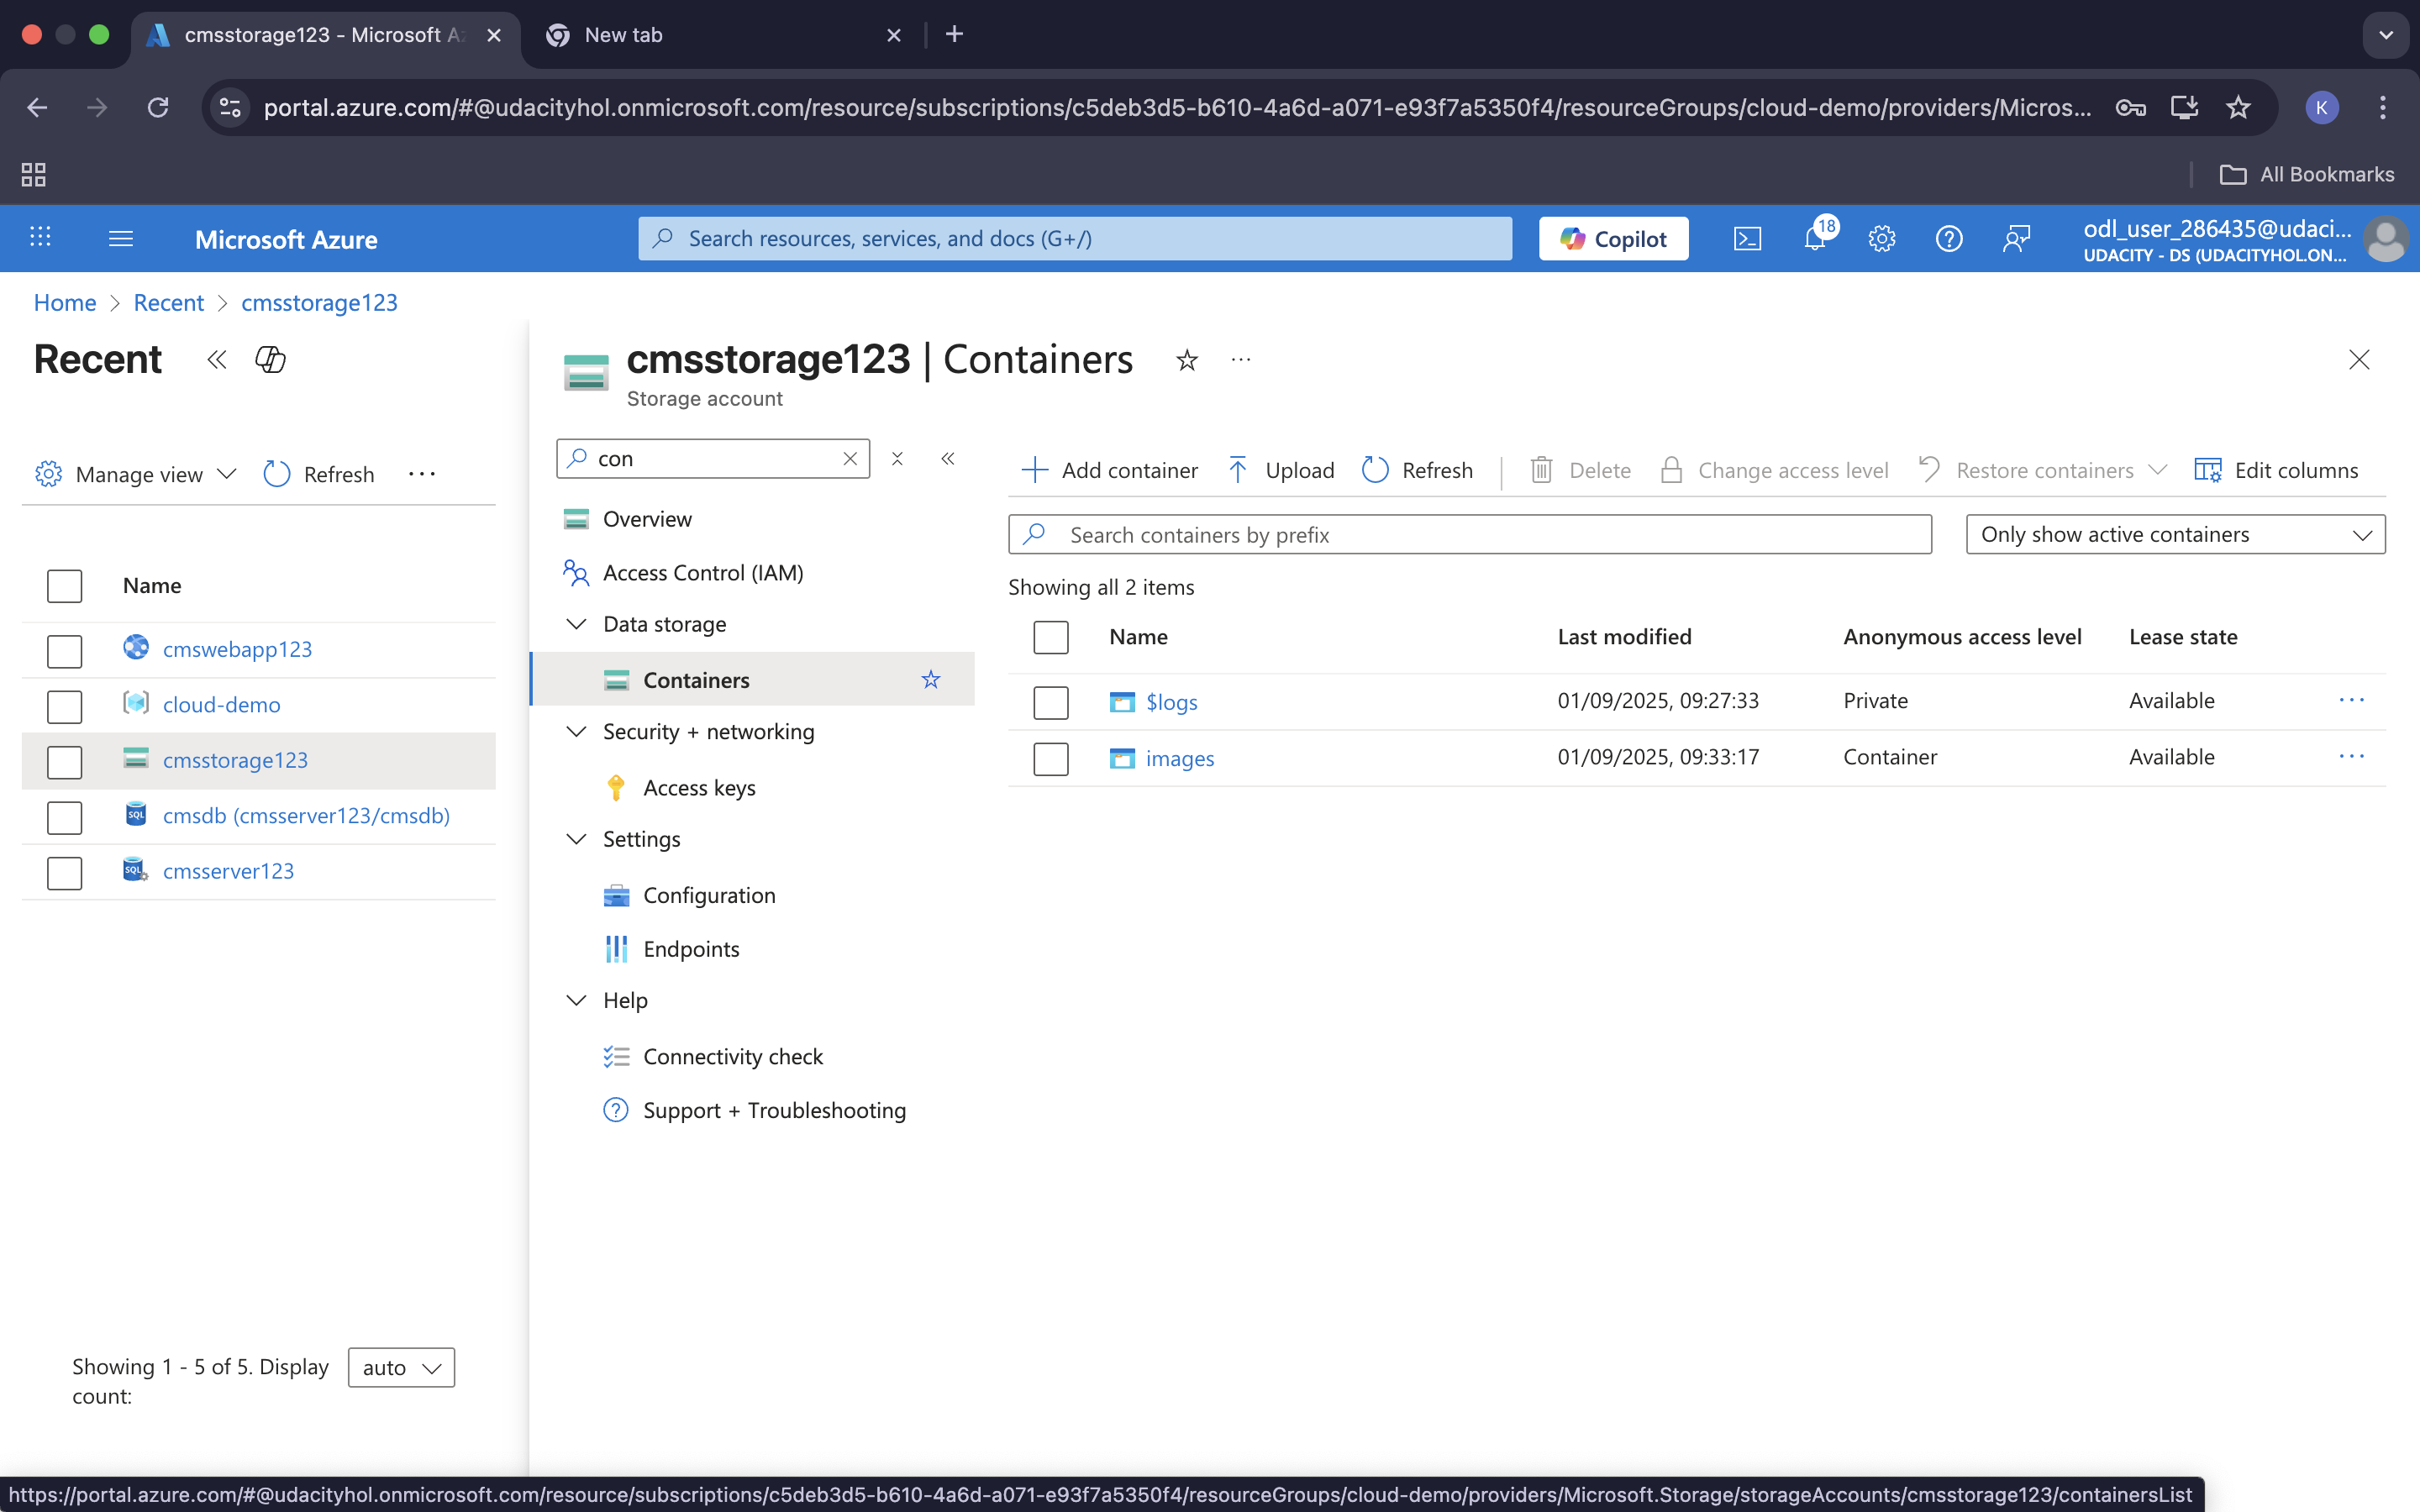 cmsstorage123 - Microsoft Az
New tab
portal.azure.com/#@udacityhol.onmicrosoft.com/resource/subscriptions/c5deb3d5-b610-4a6d-a071-e93f7a5350f4/resourceGroups/cloud-demo/providers/Micros...
K
All Bookmarks
Microsoft Azure
Search resources, services, and docs (G+/)
Copilot
18
odl_user_286435@udaci...
UDACITY - DS (UDACITYHOL.ON...
Home > Recent > cmsstorage123
Recent
Manage view
Refresh
...
Name
cmswebapp123
cloud-demo
cmsstorage123
cmsdb (cmsserver123/cmsdb)
cmsserver123
Showing 1 - 5 of 5. Display count:
auto
cmsstorage123 | Containers
Storage account
con
Overview
Access Control (IAM)
Data storage
Containers
Security + networking
Access keys
Settings
Configuration
Endpoints
Help
Connectivity check
Support + Troubleshooting
Add container
Upload
Refresh
Delete
Change access level
Restore containers
Edit columns
Search containers by prefix
Only show active containers
Showing all 2 items
Name Last modified Anonymous access level Lease state
$logs 01/09/2025, 09:27:33 Private Available ...
images 01/09/2025, 09:33:17 Container Available ...
https://portal.azure.com/#@udacityhol.onmicrosoft.com/resource/subscriptions/c5deb3d5-b610-4a6d-a071-e93f7a5350f4/resourceGroups/cloud-demo/providers/Microsoft.Storage/storageAccounts/cmsstorage123/containersList